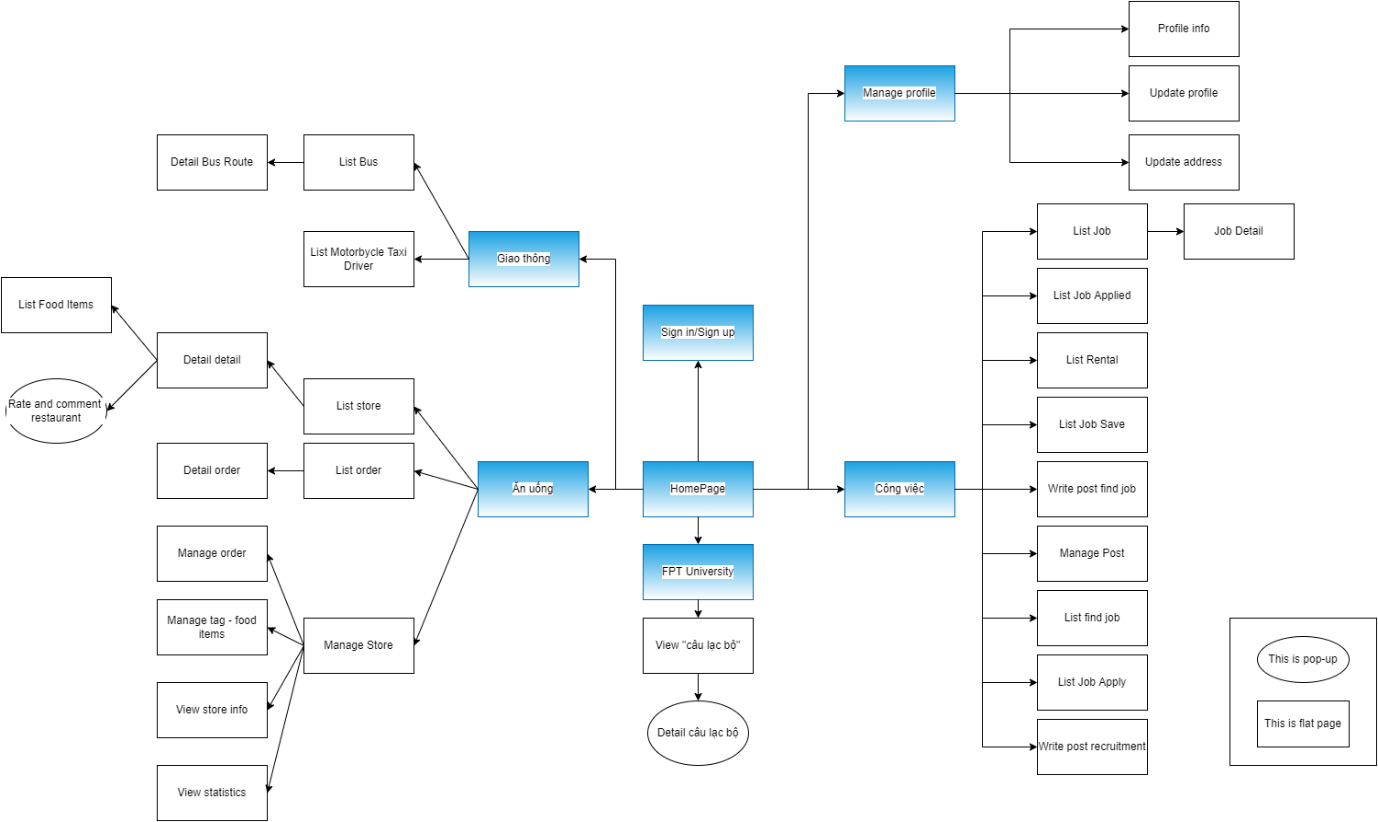 Profile info
Manage profile
Update profile
Update address
Detail Bus Route
List Bus
List Motorbycle Taxi
Driver
Giao thông
List Job
Job Detail
List Food Items
Sign in/Sign up
List Job Applied
Detail detail
List Rental
Rate and comment
restaurant
List store
List Job Save
Detail order
List order
Ăn uống
HomePage
Công việc
Write post find job
Manage order
FPT University
Manage Post
Manage tag - food
items
Manage Store
View "câu lạc bộ"
List find job
This is pop-up
View store info
Detail câu lạc bộ
List Job Apply
This is flat page
Write post recruitment
View statistics